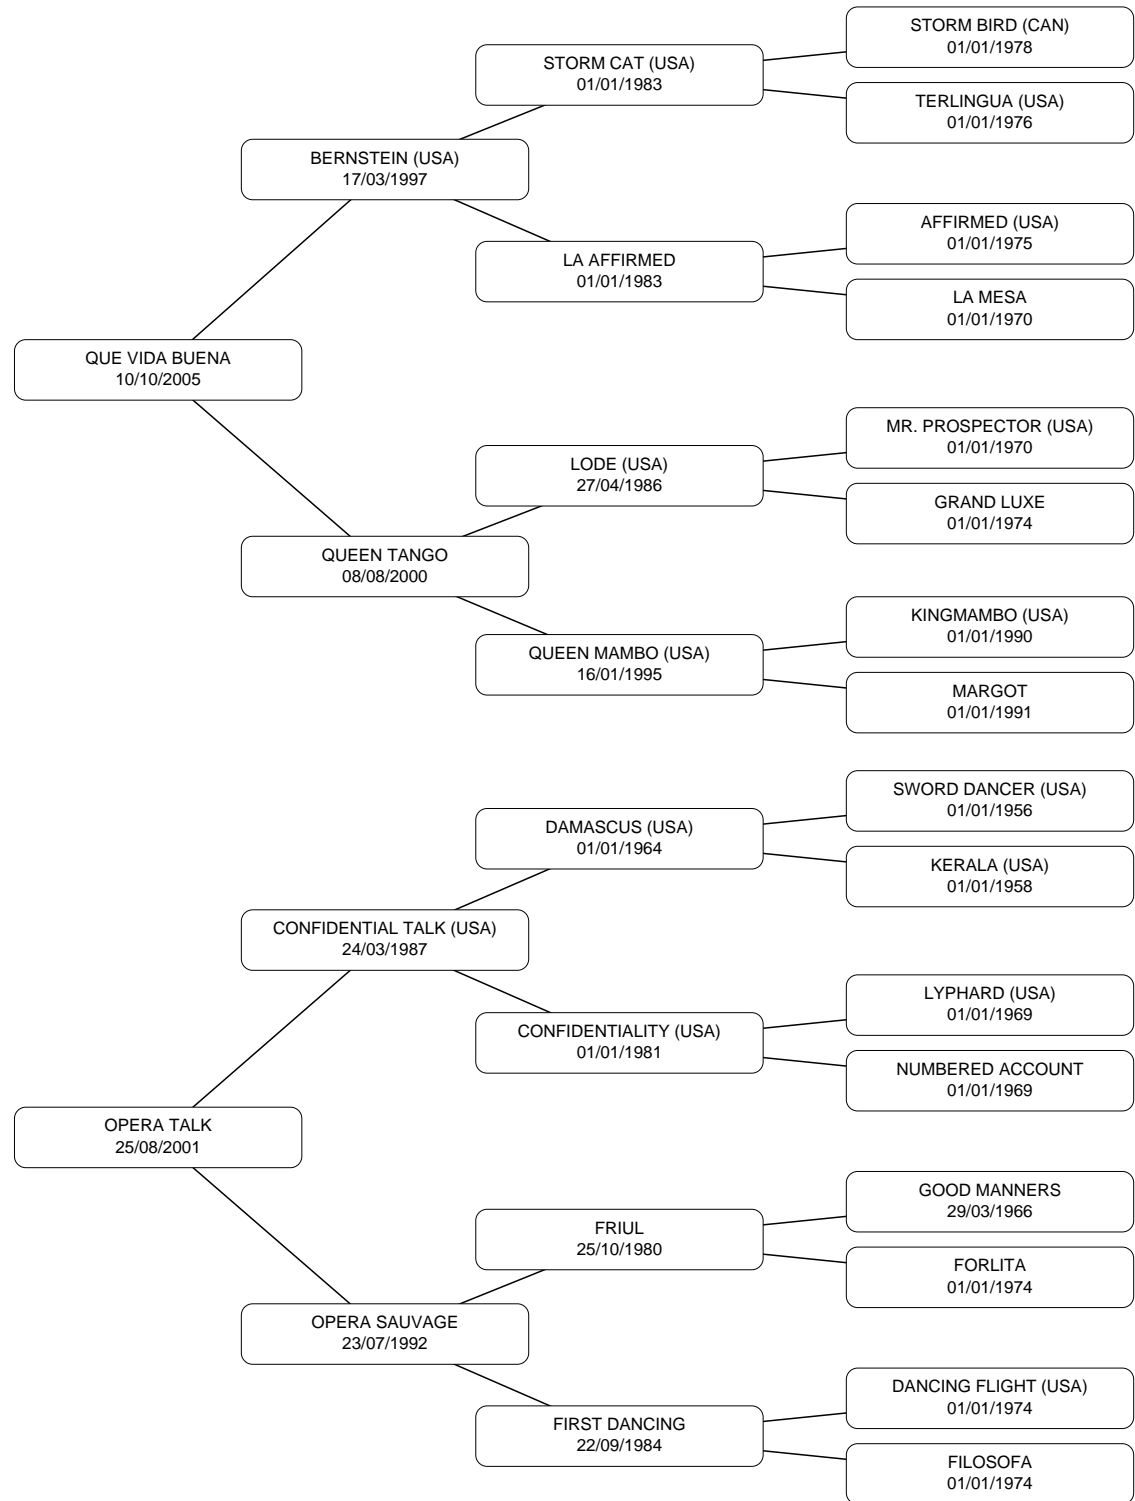 STORM BIRD (CAN)
01/01/1978
STORM CAT (USA)
01/01/1983
TERLINGUA (USA)
01/01/1976
BERNSTEIN (USA)
17/03/1997
AFFIRMED (USA)
01/01/1975
LA AFFIRMED
01/01/1983
LA MESA
01/01/1970
QUE VIDA BUENA
10/10/2005
MR. PROSPECTOR (USA)
01/01/1970
LODE (USA)
27/04/1986
GRAND LUXE
01/01/1974
QUEEN TANGO
08/08/2000
KINGMAMBO (USA)
01/01/1990
QUEEN MAMBO (USA)
16/01/1995
MARGOT
01/01/1991
SWORD DANCER (USA)
01/01/1956
DAMASCUS (USA)
01/01/1964
KERALA (USA)
01/01/1958
CONFIDENTIAL TALK (USA)
24/03/1987
LYPHARD (USA)
01/01/1969
CONFIDENTIALITY (USA)
01/01/1981
NUMBERED ACCOUNT
01/01/1969
OPERA TALK
25/08/2001
GOOD MANNERS
29/03/1966
FRIUL
25/10/1980
FORLITA
01/01/1974
OPERA SAUVAGE
23/07/1992
DANCING FLIGHT (USA)
01/01/1974
FIRST DANCING
22/09/1984
FILOSOFA
01/01/1974